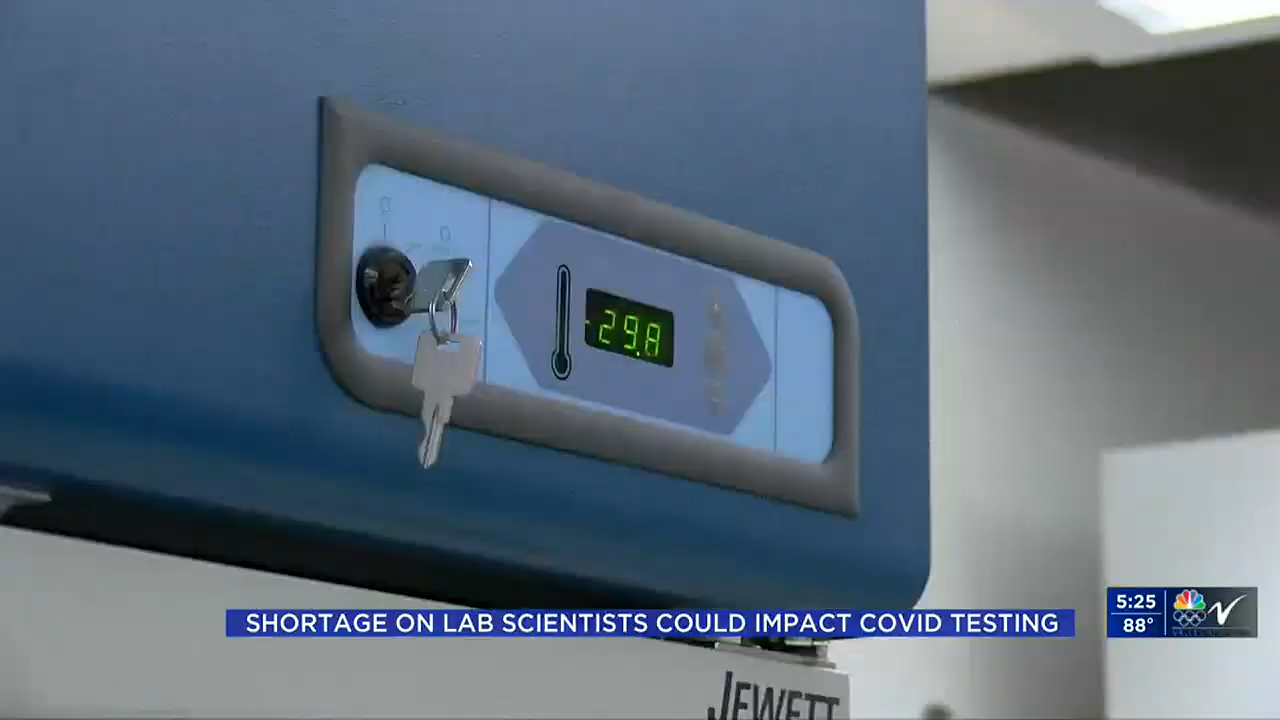 -29.8
SHORTAGE ON LAB SCIENTISTS COULD IMPACT COVID TESTING
5:25
88°
JEWETT